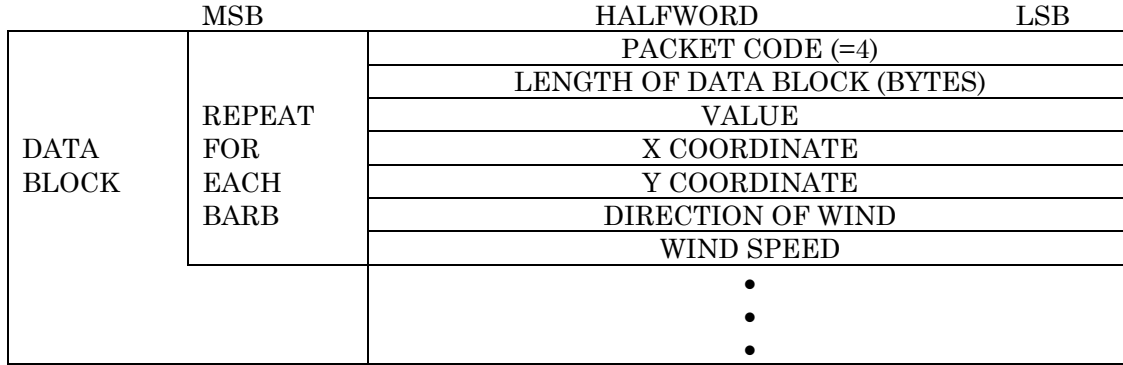 MSB HALFWORD LSB
PACKET CODE (=4)
LENGTH OF DATA BLOCK (BYTES)
REPEAT VALUE
DATA FOR X COORDINATE
BLOCK EACH Y COORDINATE
BARB DIRECTION OF WIND
WIND SPEED
•
•
•